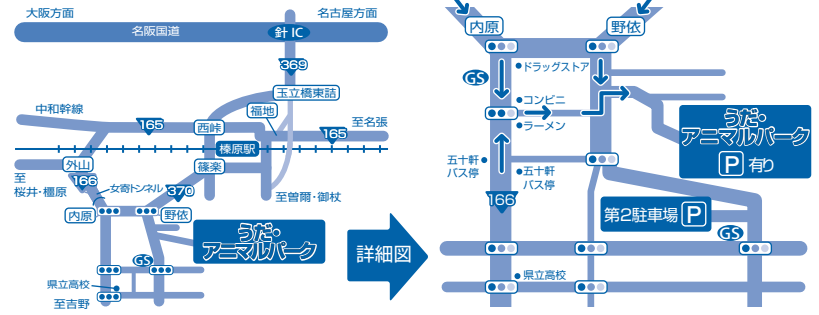 大阪方面
名古屋方面
名阪国道
針 IC
369
玉立橋東詰
福地
中和幹線
165
西峠
至名張
165
榛原駅
外山
篠楽
至
桜井・橿原
166
女寄トンネル
370
至曽爾・御杖
内原
野依
うだ・
アニマルパーク
GS
県立高校
至吉野
詳細図
内原
野依
GS
ドラッグストア
コンビニ
ラーメン
うだ・
アニマルパーク
P 有り
五十軒
バス停
五十軒
バス停
166
第2駐車場 P
GS
県立高校